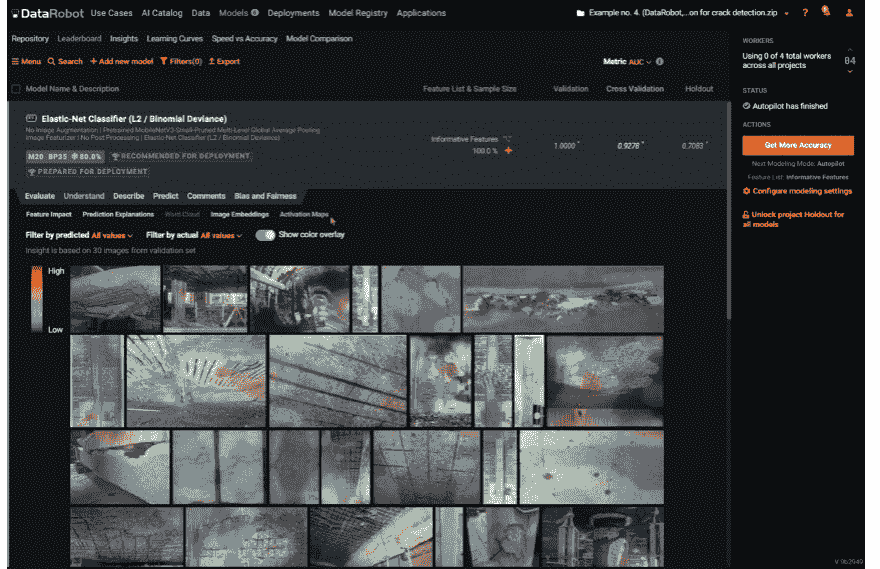 DataRobot Use Cases AI Catalog Data Models Deployments Model Registry Applications
Example no. 4. (DataRobot,...on for crack detection.zip
?
Repository Leaderboard Insights Learning Curves Speed vs Accuracy Model Comparison
Menu Search + Add new model Filters(0) Export
Metric AUC
Model Name & Description Feature List & Sample Size Validation Cross Validation Holdout
Elastic-Net Classifier (L2 / Binomial Deviance)
No Image Augmentation | Pretrained MobileNetV3-Small-Pruned Multi-Level Global Average Pooling
Image Featurizer | No Post Processing | Elastic-Net Classifier (L2 / Binomial Deviance)
Informative Features
100.0 %
1.0000 * 0.9278 * 0.7083 *
M20 BP35 80.0% RECOMMENDED FOR DEPLOYMENT
PREPARED FOR DEPLOYMENT
Evaluate Understand Describe Predict Comments Bias and Fairness
Feature Impact Prediction Explanations Word Cloud Image Embeddings Activation Maps
Filter by predicted All values Filter by actual All values Show color overlay
Insight is based on 30 images from validation set
High
Low
WORKERS
Using 0 of 4 total workers
across all projects
04
STATUS
Autopilot has finished
ACTIONS
Get More Accuracy
Next Modeling Mode: Autopilot
Feature List: Informative Features
Configure modeling settings
Unlock project Holdout for
all models